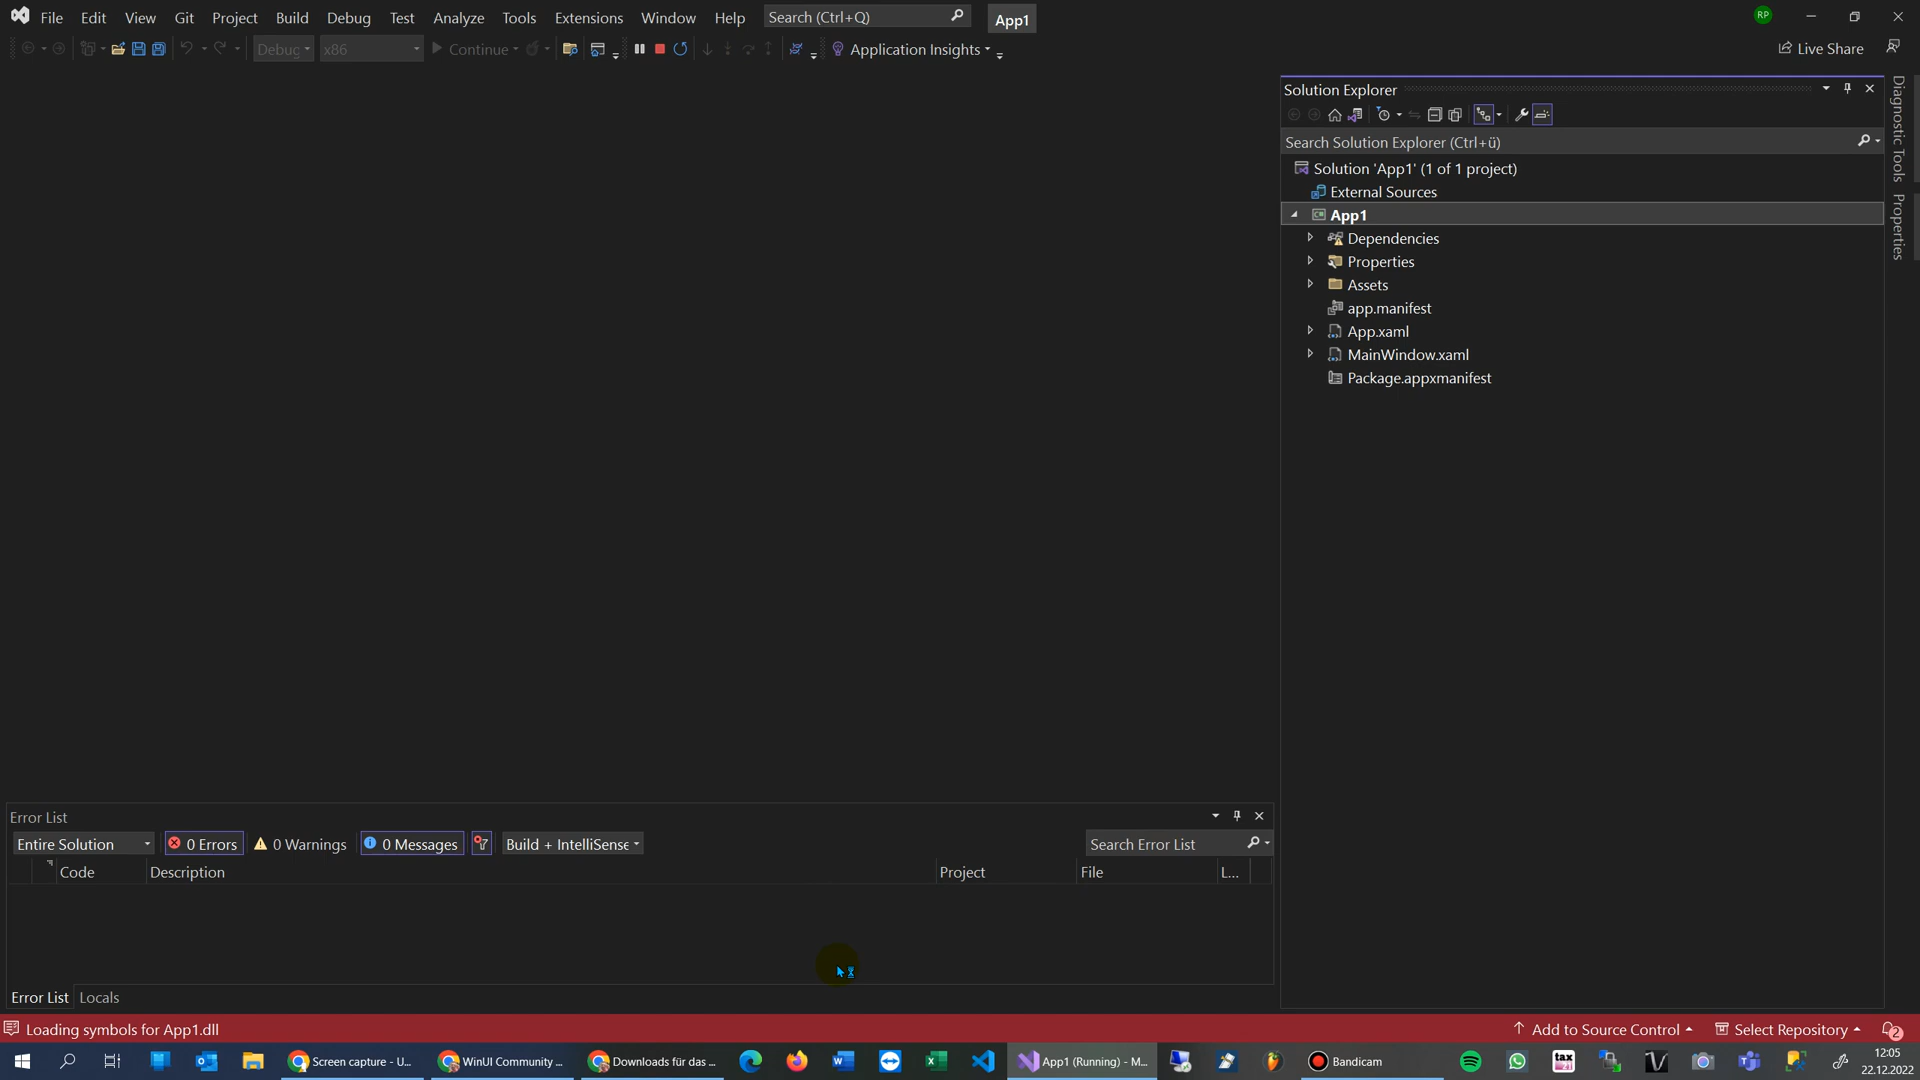 File Edit View Git Project Build Debug Test Analyze Tools Extensions Window Help Search (Ctrl+Q) App1 RP
Debug x86 Continue Application Insights Live Share
Solution Explorer
Search Solution Explorer (Ctrl+ü)
Solution 'App1' (1 of 1 project)
External Sources
App1
Dependencies
Properties
Assets
app.manifest
App.xaml
MainWindow.xaml
Package.appxmanifest
Diagnostic Tools
Properties
Error List
Entire Solution 0 Errors 0 Warnings 0 Messages Build + IntelliSense Search Error List
Code Description Project File L...
Error List Locals
Loading symbols for App1.dll Add to Source Control Select Repository 2
Screen capture - U... WinUI Community ... Downloads für das ... App1 (Running) - M... Bandicam tax
12:05
22.12.2022